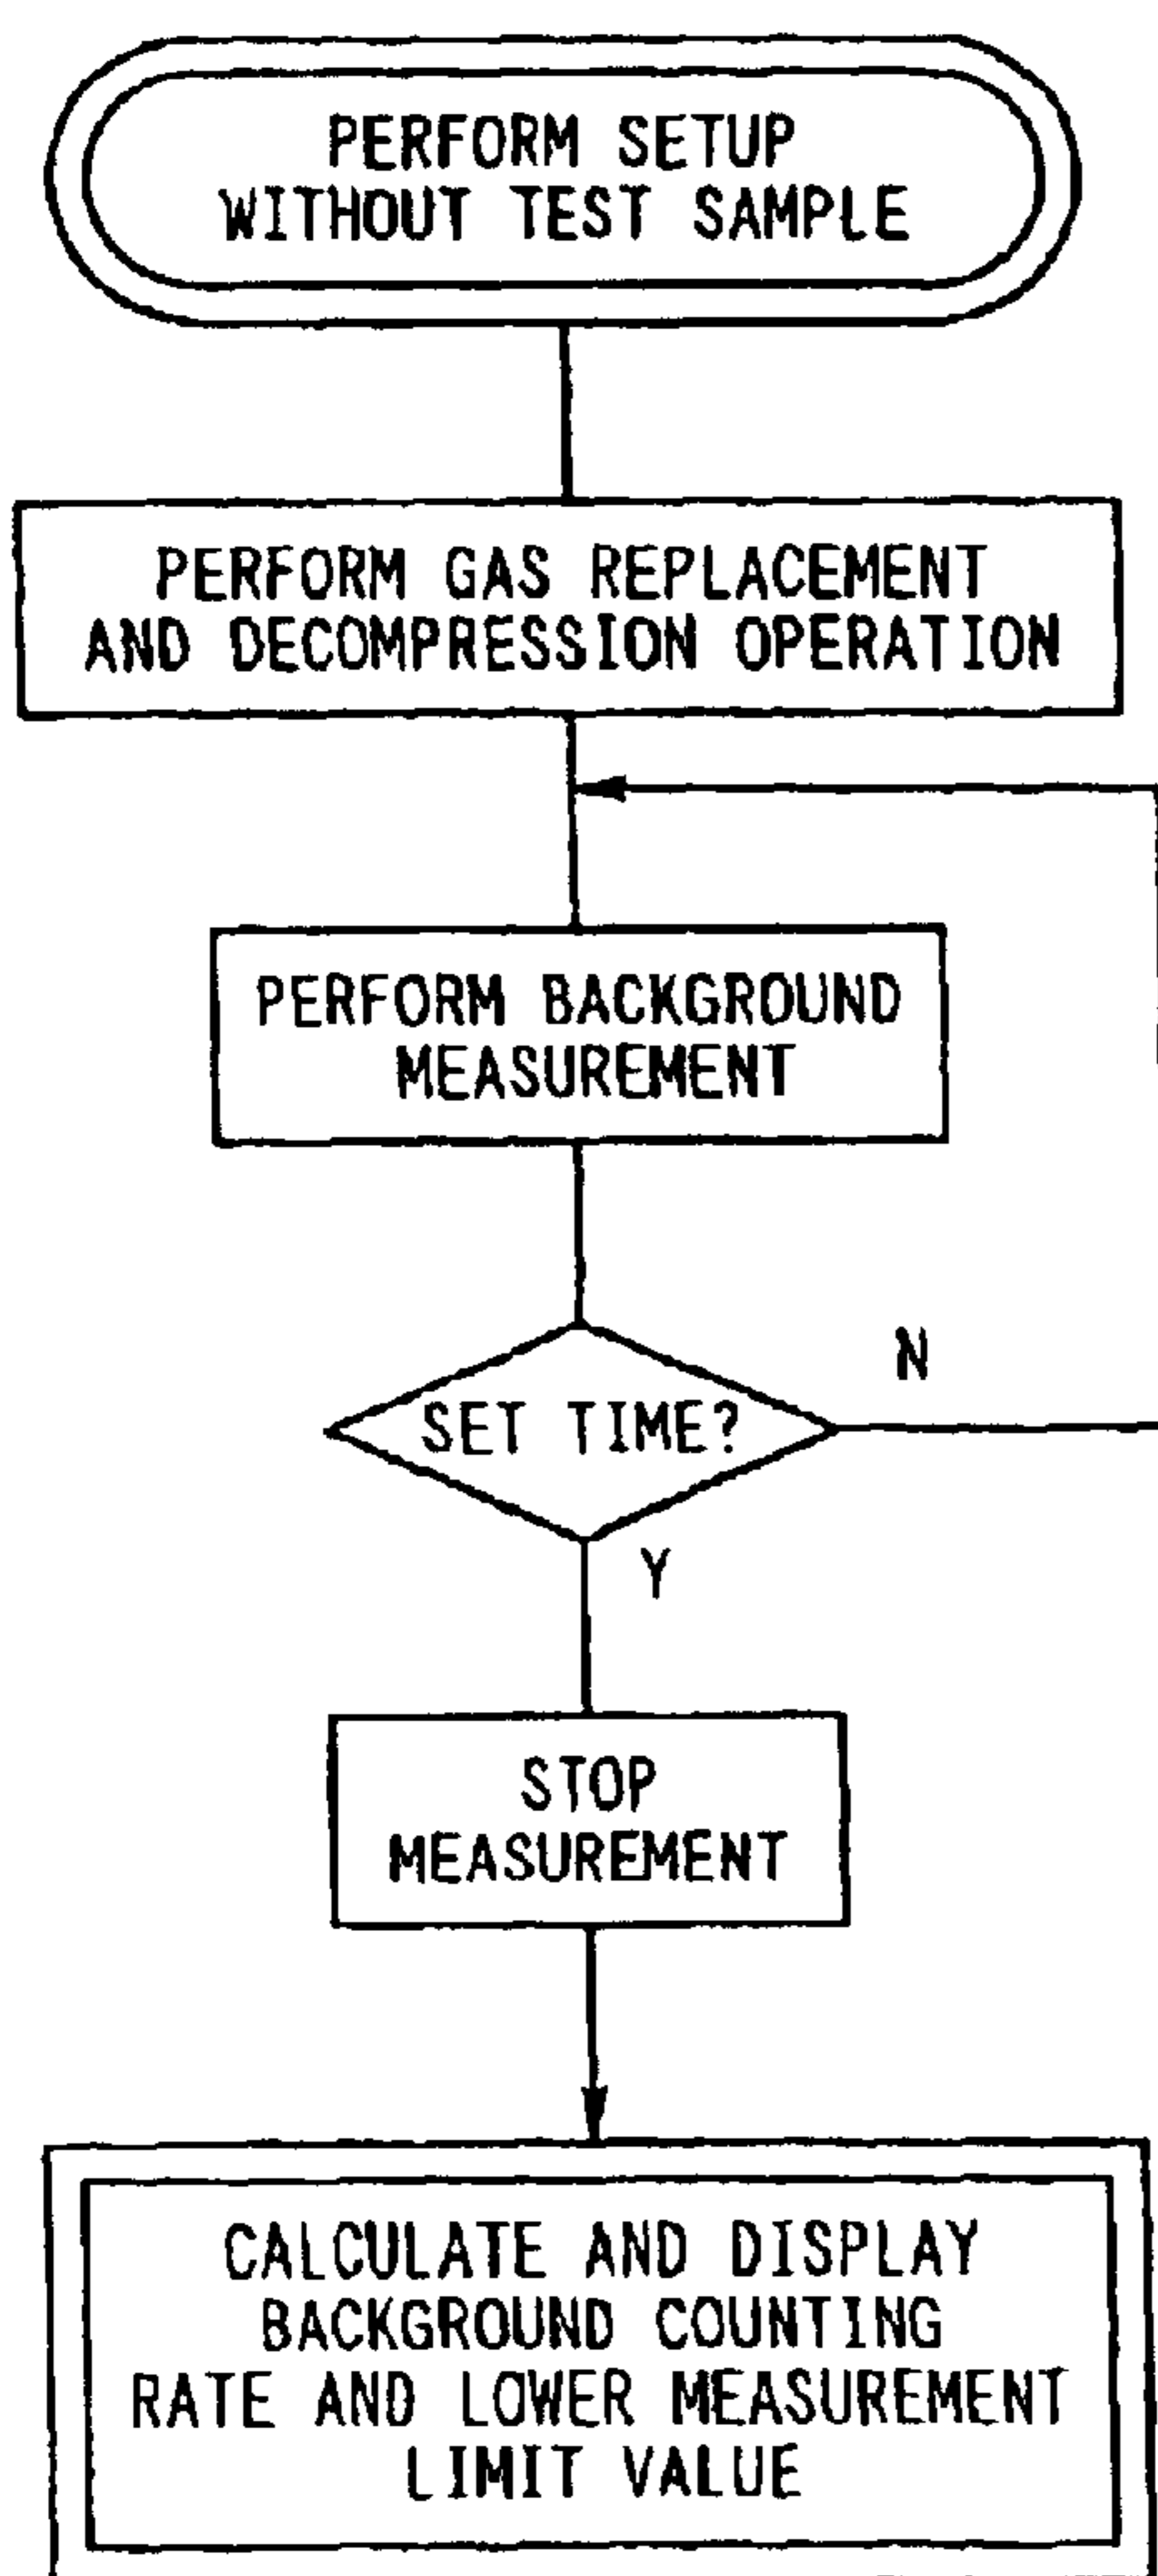 PERFORM SETUP
WITHOUT TEST SAMPLE
PERFORM GAS REPLACEMENT
AND DECOMPRESSION OPERATION
PERFORM BACKGROUND
MEASUREMENT
SET TIME?
N
Y
STOP
MEASUREMENT
CALCULATE AND DISPLAY
BACKGROUND COUNTING
RATE AND LOWER MEASUREMENT
LIMIT VALUE